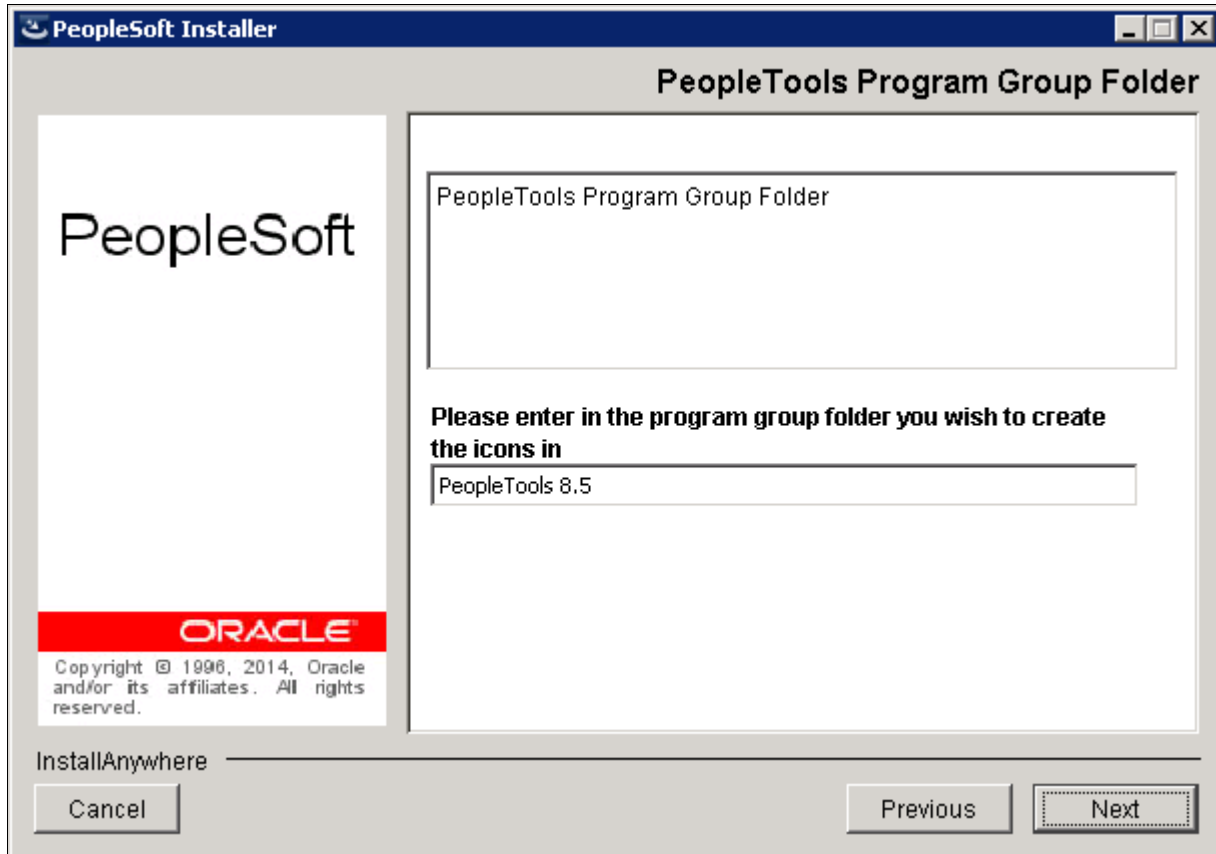 PeopleSoft Installer
PeopleTools Program Group Folder
PeopleSoft
ORACLE
Copyright © 1996, 2014, Oracle
and/or its affiliates. All rights
reserved.
PeopleTools Program Group Folder
Please enter in the program group folder you wish to create
the icons in
PeopleTools 8.5
InstallAnywhere
Cancel
Previous
Next